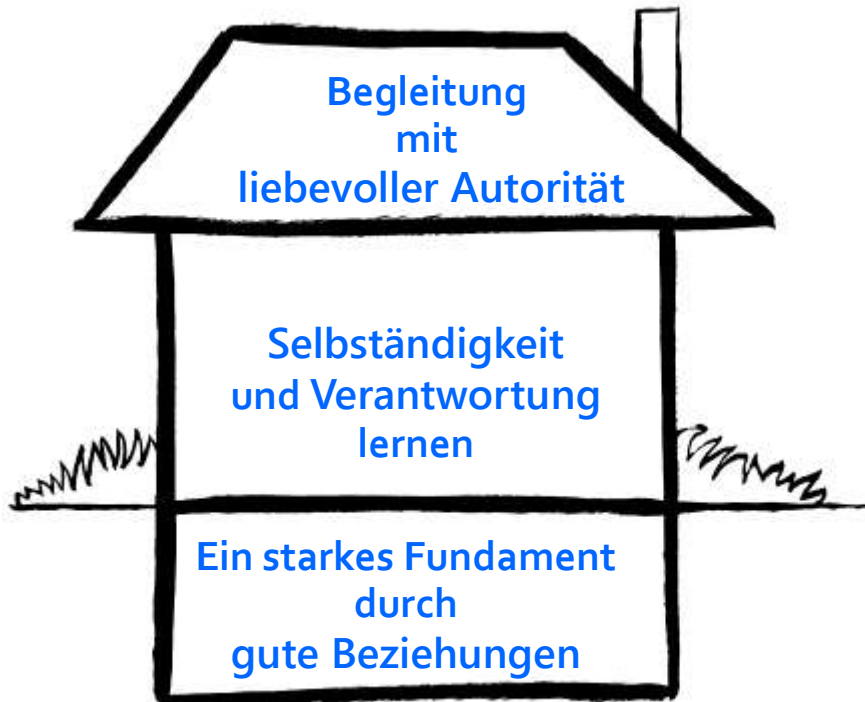 Begleitung
mit
liebevoller Autorität
Selbständigkeit
und Verantwortung
lernen
Ein starkes Fundament
durch
gute Beziehungen